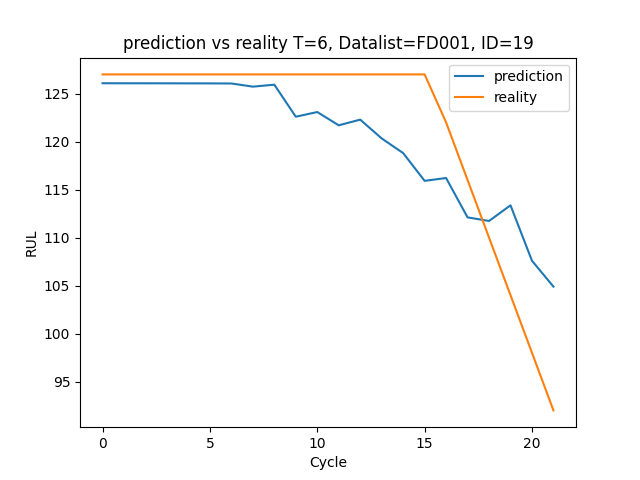 prediction vs reality T=6, Datalist=FD001, ID=19
prediction
reality
RUL
125
120
115
110
105
100
95
0 5 10 15 20
Cycle